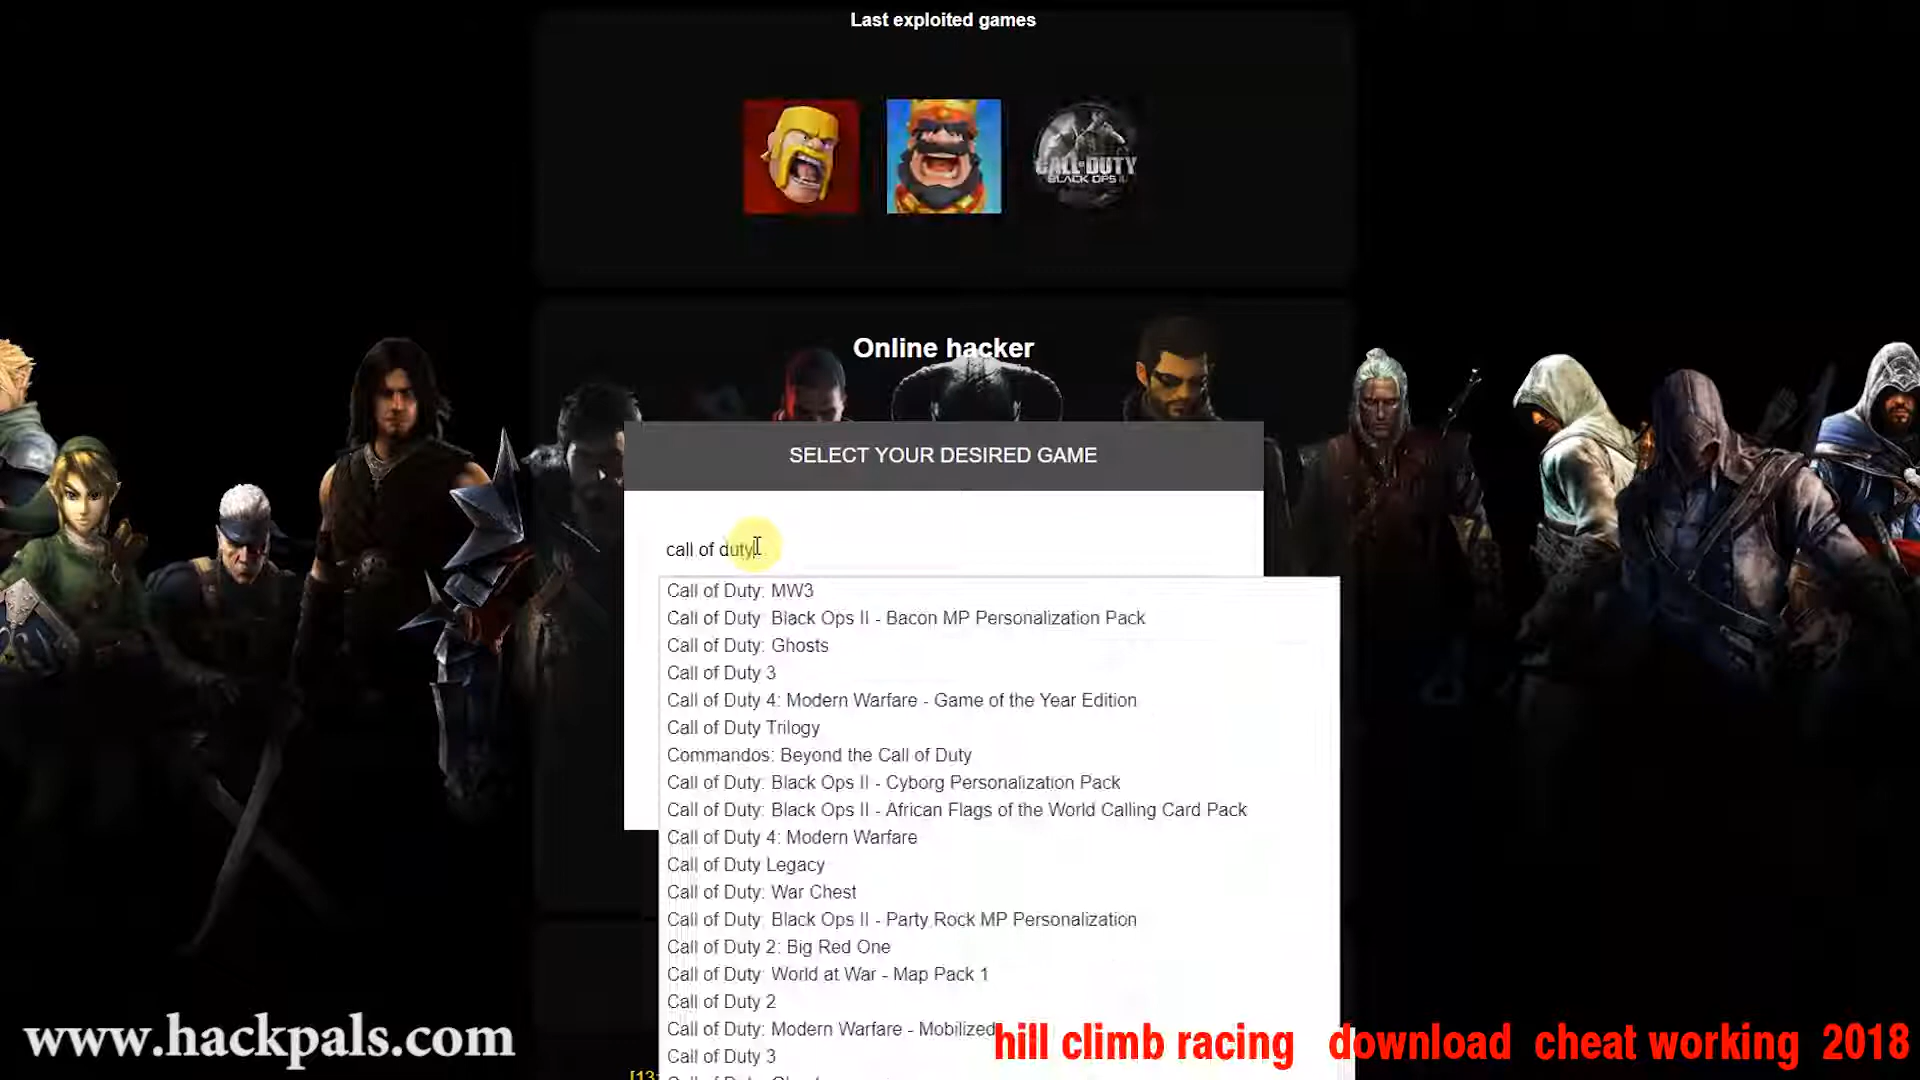 Last exploited games
CALL OF DUTY
BLACK OPS II
Online hacker
SELECT YOUR DESIRED GAME
call of duty
Call of Duty: MW3
Call of Duty: Black Ops II - Bacon MP Personalization Pack
Call of Duty: Ghosts
Call of Duty 3
Call of Duty 4: Modern Warfare - Game of the Year Edition
Call of Duty Trilogy
Commandos: Beyond the Call of Duty
Call of Duty: Black Ops II - Cyborg Personalization Pack
Call of Duty: Black Ops II - African Flags of the World Calling Card Pack
Call of Duty 4: Modern Warfare
Call of Duty Legacy
Call of Duty: War Chest
Call of Duty: Black Ops II - Party Rock MP Personalization
Call of Duty 2: Big Red One
Call of Duty: World at War - Map Pack 1
Call of Duty 2
Call of Duty: Modern Warfare - Mobilized
Call of Duty 3
[13:
www.hackpals.com
hill climb racing download cheat working 2018